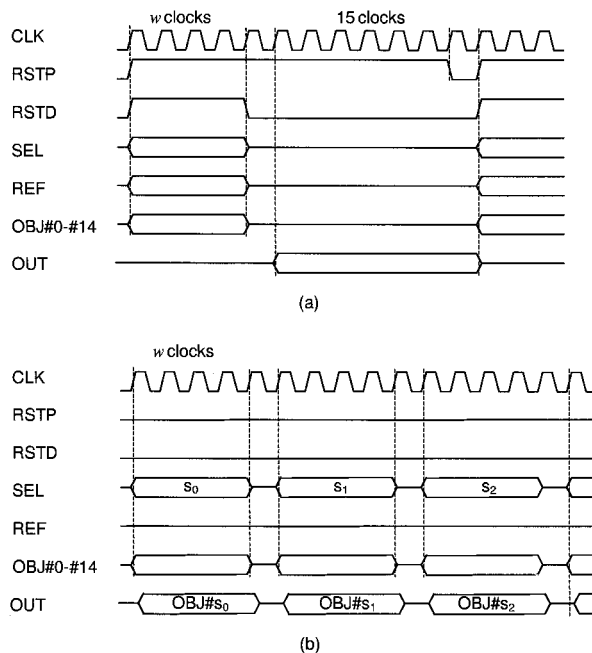 w clocks 15 clocks
CLK
RSTP
RSTD
SEL
REF
OBJ#0-#14
OUT
(a)
w clocks
CLK
RSTP
RSTD
SEL s₀ s₁ s₂
REF
OBJ#0-#14
OUT OBJ#s₀ OBJ#s₁ OBJ#s₂
(b)